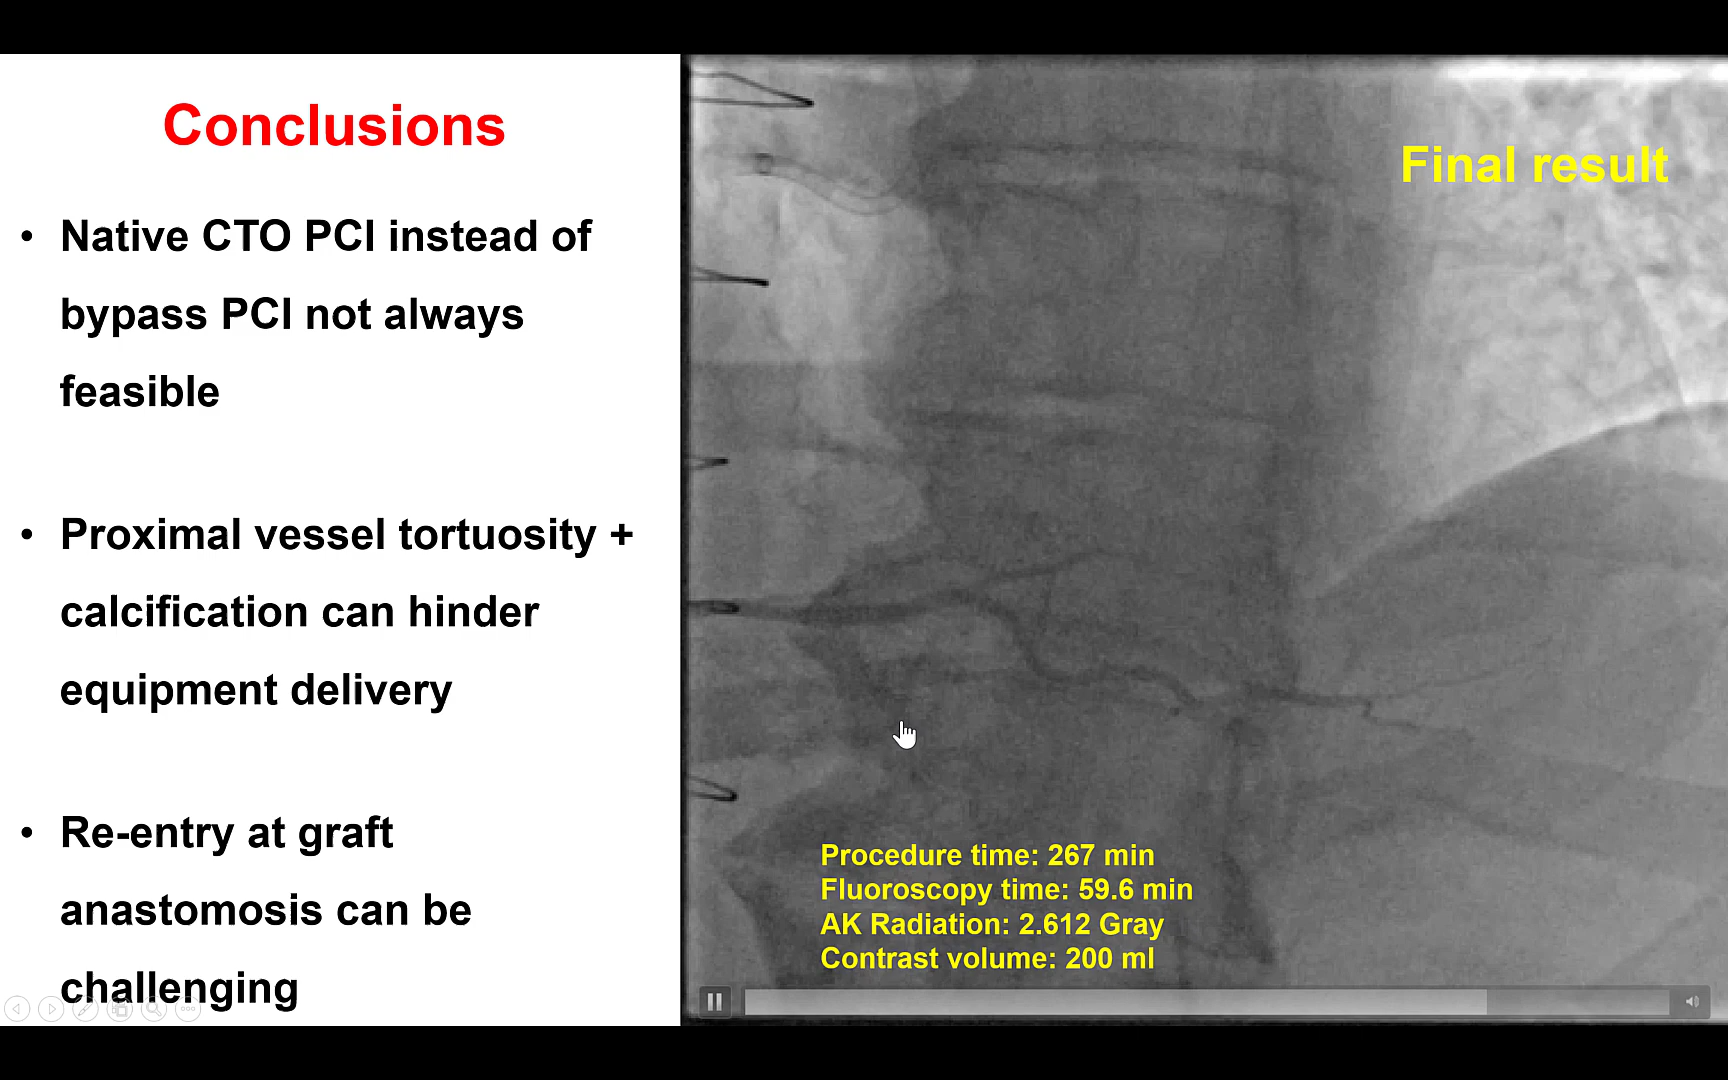 Conclusions
• Native CTO PCI instead of
bypass PCI not always
feasible
• Proximal vessel tortuosity +
calcification can hinder
equipment delivery
• Re-entry at graft
anastomosis can be
challenging
Final result
Procedure time: 267 min
Fluoroscopy time: 59.6 min
AK Radiation: 2.612 Gray
Contrast volume: 200 ml